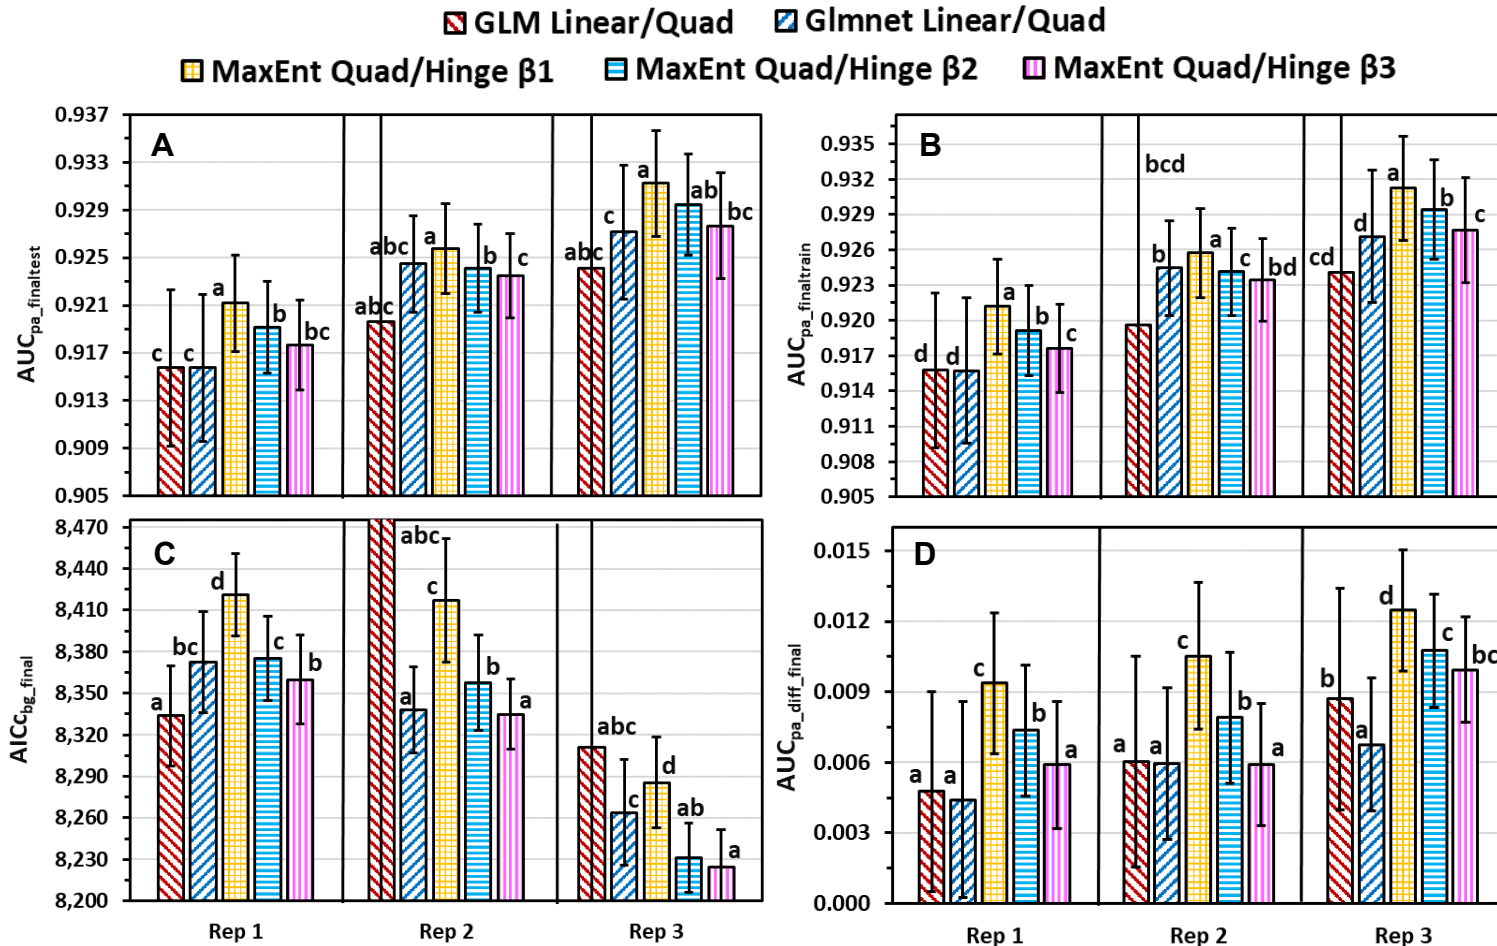 GLM Linear/Quad Glmnet Linear/Quad
MaxEnt Quad/Hinge β1 MaxEnt Quad/Hinge β2 MaxEnt Quad/Hinge β3
A
AUCpa_finaltest
0.937
0.933
0.929
0.925
0.921
0.917
0.913
0.909
0.905
c c a b bc
abc abc a b c
abc c a ab bc
B
AUCpa_finaltrain
0.935
0.932
0.929
0.926
0.923
0.920
0.917
0.914
0.911
0.908
0.905
d d a b c
bcd b a c bd
cd d a b c
C
AICcbg_final
8,470
8,440
8,410
8,380
8,350
8,320
8,290
8,260
8,230
8,200
a bc d c b
abc a c b a
abc c d ab a
Rep 1 Rep 2 Rep 3
D
AUCpa_diff_final
0.015
0.012
0.009
0.006
0.003
0.000
a a c b a
a a c b a
b a d c bc
Rep 1 Rep 2 Rep 3